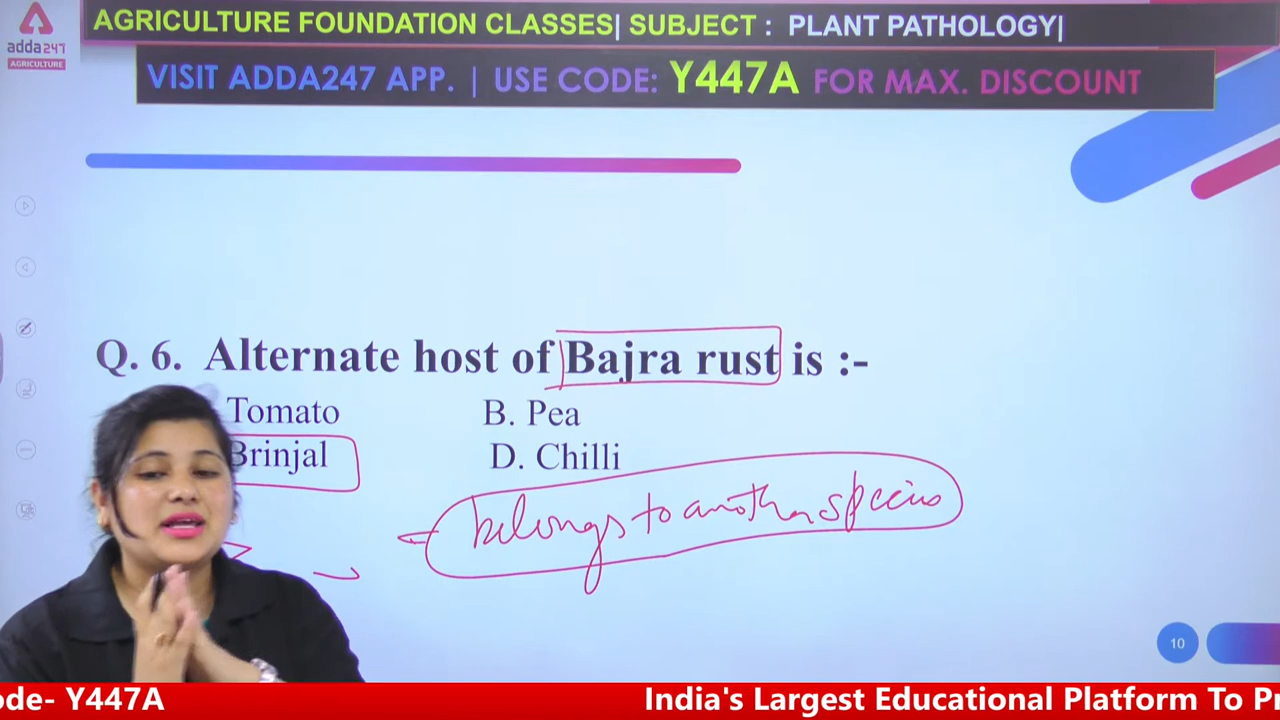 adda247
AGRICULTURE
AGRICULTURE FOUNDATION CLASSES| SUBJECT : PLANT PATHOLOGY|
VISIT ADDA247 APP. | USE CODE: Y447A FOR MAX. DISCOUNT
Q. 6. Alternate host of Bajra rust is :-
Tomato B. Pea
Brinjal D. Chilli
belongs to another species
10
ode- Y447A India's Largest Educational Platform To Pr